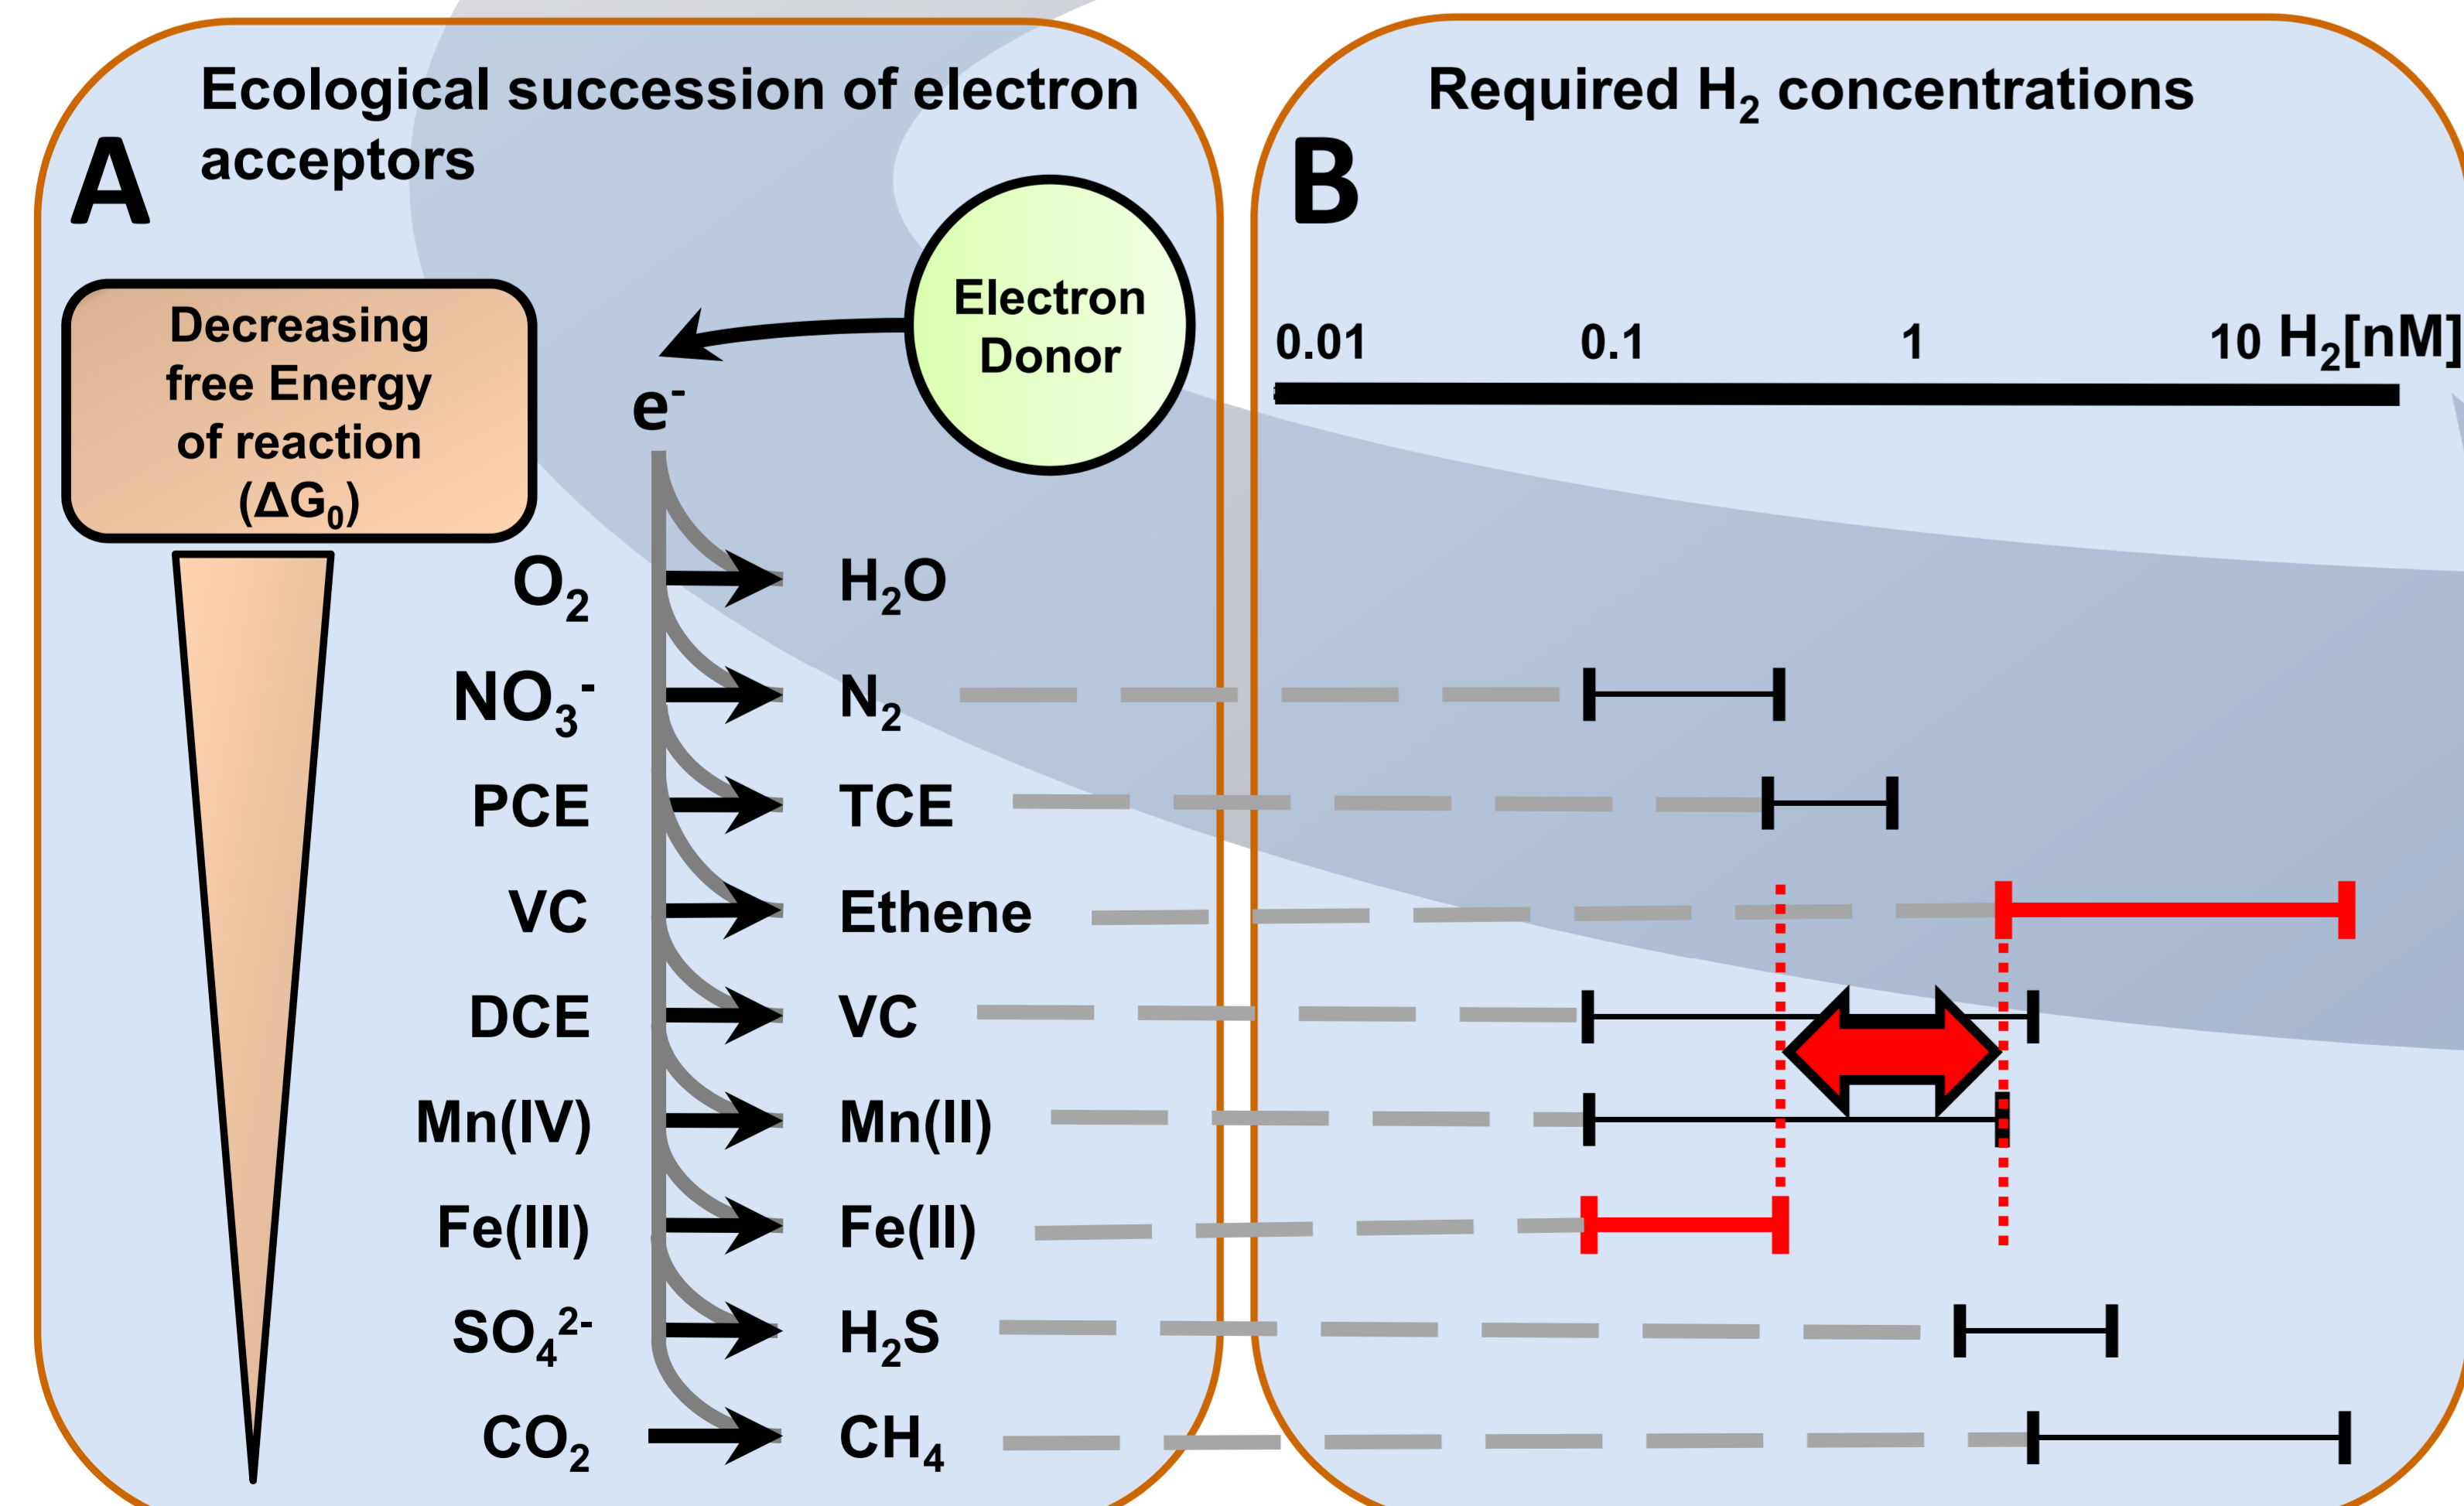 Ecological succession of electron
acceptors
A
Electron
Donor
Decreasing
free Energy
of reaction
(ΔG₀)
e⁻
O₂ H₂O
NO₃⁻ N₂
PCE TCE
VC Ethene
DCE VC
Mn(IV) Mn(II)
Fe(III) Fe(II)
SO₄²⁻ H₂S
CO₂ CH₄
Required H₂ concentrations
B
0.01 0.1 1 10 H₂[nM]